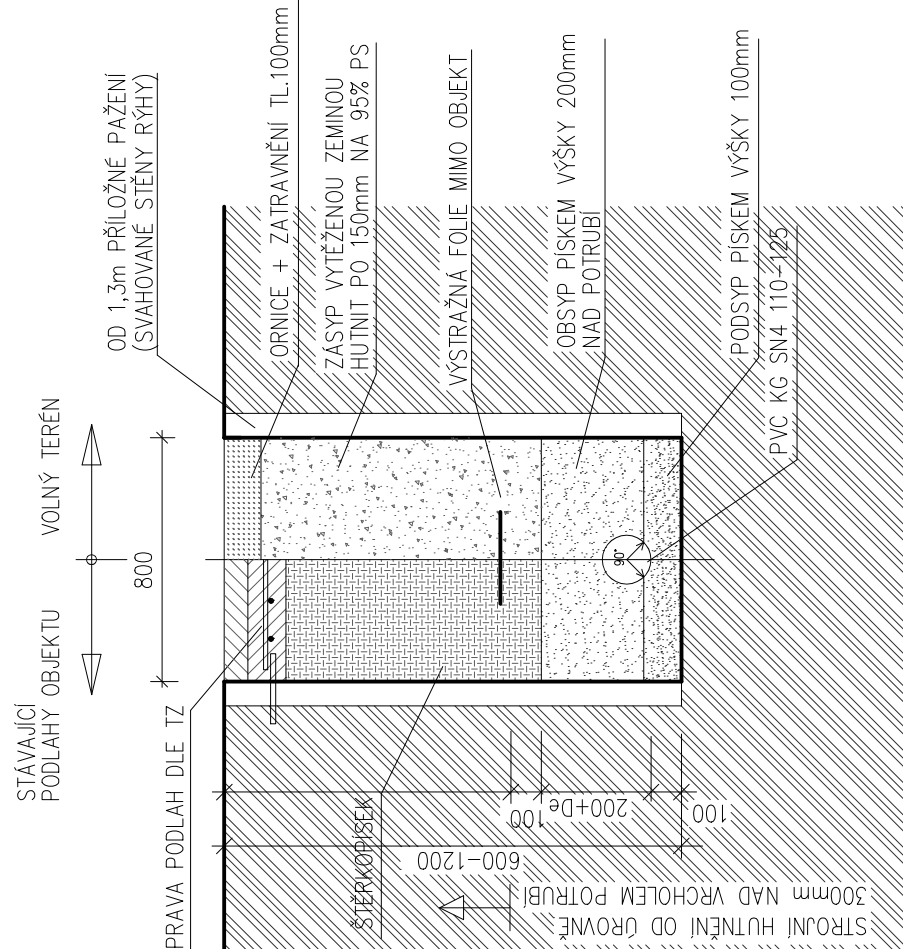 STÁVAJÍCÍ
PODLAHY OBJEKTU
VOLNÝ TERÉN
800
OD 1,3m PŘÍLOŽNÉ PAŽENÍ
(SVAHOVANÉ STĚNY RÝHY)
ORNICE + ZATRAVNĚNÍ TL.100mm
ZÁSYP VYTĚŽENOU ZEMINOU
HUTNIT PO 150mm NA 95% PS
VÝSTRAŽNÁ FOLIE MIMO OBJEKT
OBSYP PÍSKEM VÝŠKY 200mm
NAD POTRUBÍ
PODSYP PÍSKEM VÝŠKY 100mm
PVC KG SN4 110-125
90°
PRAVA PODLAH DLE TZ
ŠTĚRKOPÍSEK
100
200+De
100
600-1200
STROJNÍ HUTNĚNÍ OD ÚROVNĚ
300mm NAD VRCHOLEM POTRUBÍ